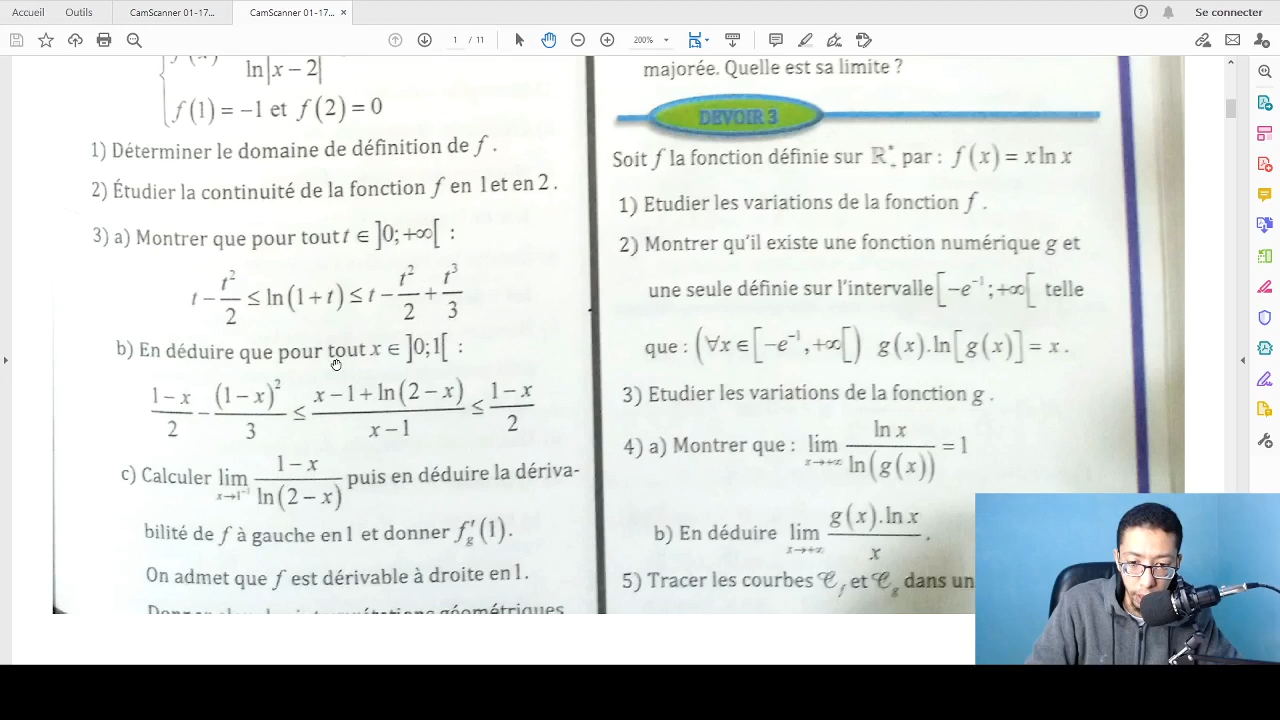 Accueil Outils CamScanner 01-17... CamScanner 01-17... × Se connecter
1 / 11 200%
ln|x − 2|
f(1) = −1 et f(2) = 0
1) Déterminer le domaine de définition de f .
2) Étudier la continuité de la fonction f en 1 et en 2 .
3) a) Montrer que pour tout t ∈ ]0;+∞[ :
t − t²/2 ≤ ln(1+t) ≤ t − t²/2 + t³/3
b) En déduire que pour tout x ∈ ]0;1[ :
(1−x)/2 − (1−x)²/3 ≤ (x−1+ln(2−x))/(x−1) ≤ (1−x)/2
c) Calculer lim x→1⁻ (1−x)/ln(2−x) puis en déduire la dériva-
bilité de f à gauche en 1 et donner f'g(1).
On admet que f est dérivable à droite en 1.
majorée. Quelle est sa limite ?
DEVOIR 3
Soit f la fonction définie sur par : f(x) = x ln x
1) Etudier les variations de la fonction f .
2) Montrer qu'il existe une fonction numérique g et
une seule définie sur l'intervalle [−e⁻¹;+∞[ telle
que : (∀x ∈ [−e⁻¹,+∞[) g(x).ln[g(x)] = x .
3) Etudier les variations de la fonction g .
4) a) Montrer que : lim x→+∞ ln x/ln(g(x)) = 1
b) En déduire lim x→+∞ g(x).ln x/x .
5) Tracer les courbes 𝒞f et 𝒞g dans un